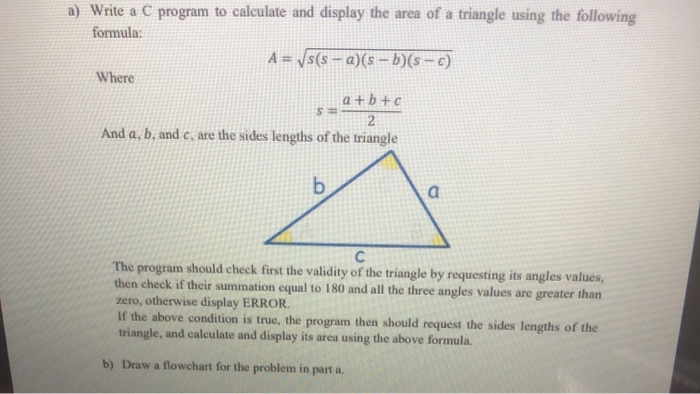 a) Write a C program to calculate and display the area of a triangle using the following
formula:
A = √s(s − a)(s − b)(s − c)
Where
s = a + b + c / 2
And a, b, and c, are the sides lengths of the triangle
b a
c
The program should check first the validity of the triangle by requesting its angles values,
then check if their summation equal to 180 and all the three angles values are greater than
zero, otherwise display ERROR.
If the above condition is true, the program then should request the sides lengths of the
triangle, and calculate and display its area using the above formula.
b) Draw a flowchart for the problem in part a.